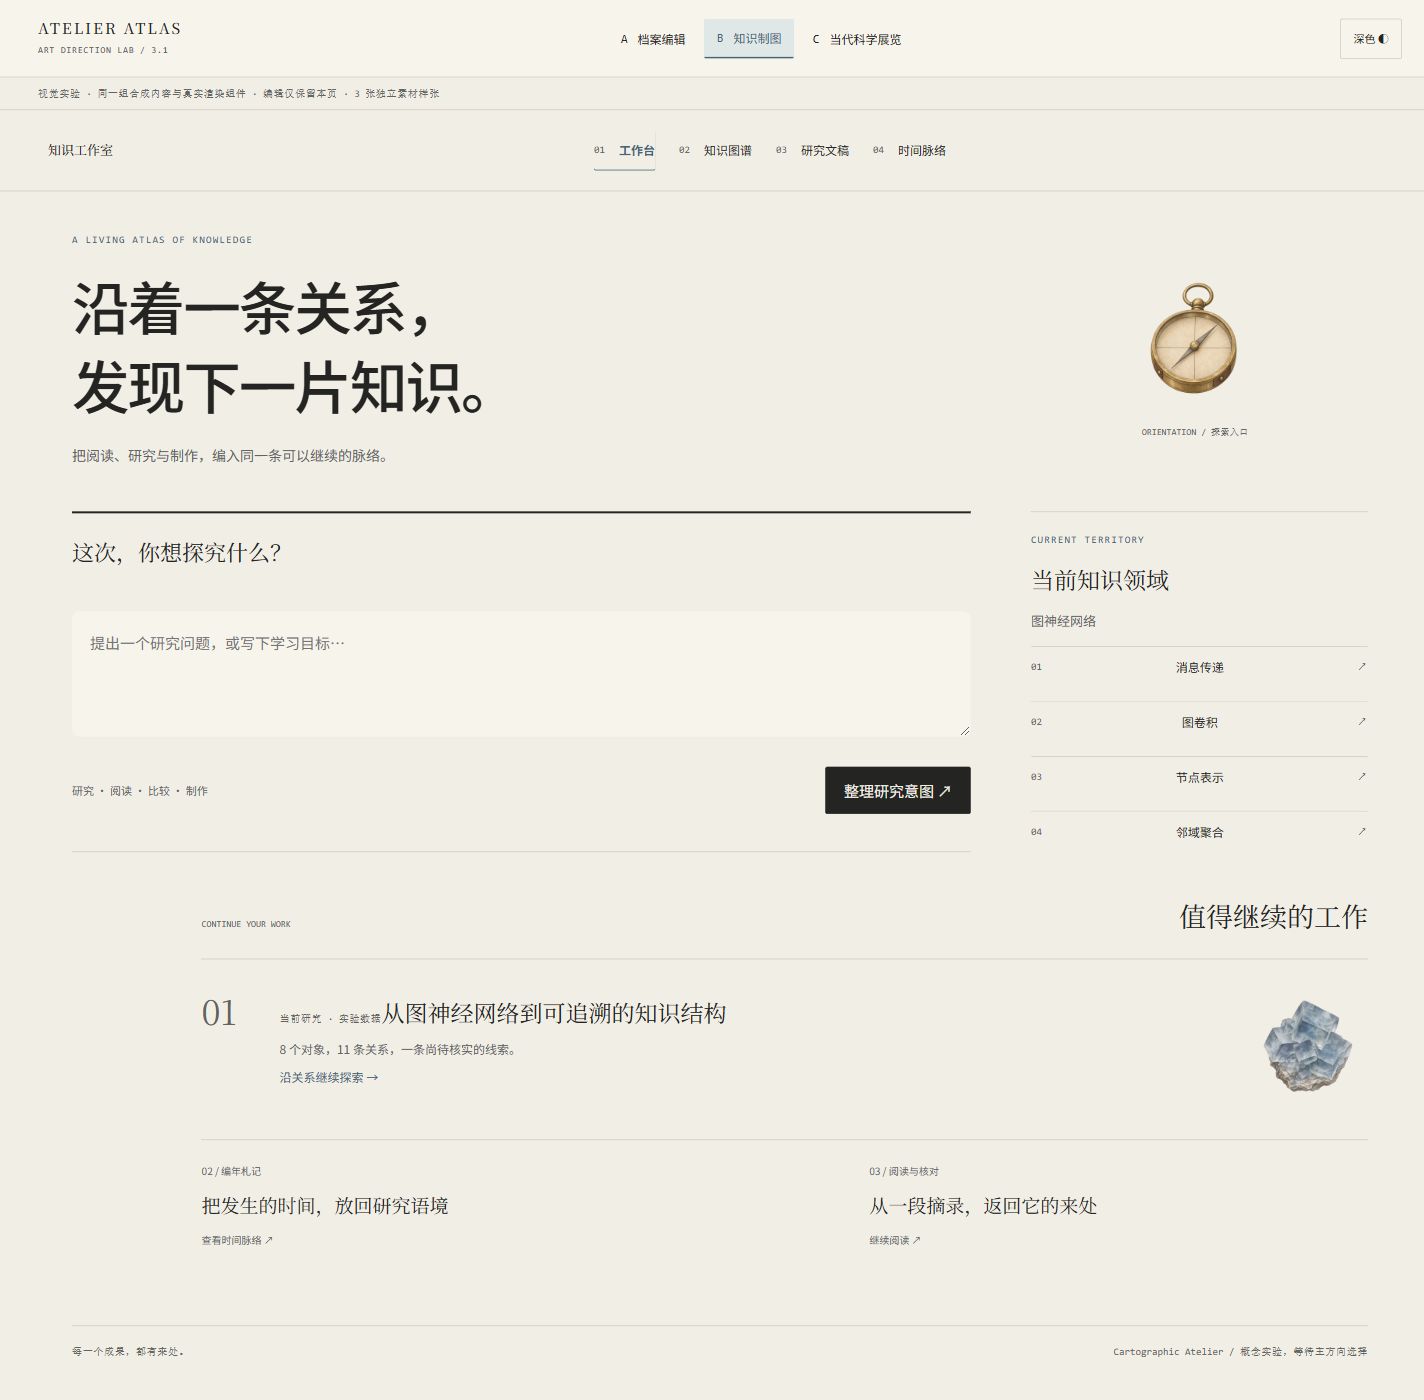 ATELIER ATLAS
ART DIRECTION LAB / 3.1
A 档案编辑
B 知识制图
C 当代科学展览
深色
视觉实验 · 同一组合成内容与真实渲染组件 · 编辑仅保留本页 · 3 张独立素材样张
知识工作室
01 工作台
02 知识图谱
03 研究文稿
04 时间脉络
A LIVING ATLAS OF KNOWLEDGE
沿着一条关系，
发现下一片知识。
把阅读、研究与制作，编入同一条可以继续的脉络。
ORIENTATION / 探索入口
这次，你想探究什么？
提出一个研究问题，或写下学习目标…
研究 · 阅读 · 比较 · 制作
整理研究意图 ↗
CURRENT TERRITORY
当前知识领域
图神经网络
01 消息传递 ↗
02 图卷积 ↗
03 节点表示 ↗
04 邻域聚合 ↗
CONTINUE YOUR WORK
值得继续的工作
01
当前研究 · 实验数据从图神经网络到可追溯的知识结构
8 个对象，11 条关系，一条尚待核实的线索。
沿关系继续探索 →
02 / 编年札记
把发生的时间，放回研究语境
查看时间脉络 ↗
03 / 阅读与核对
从一段摘录，返回它的来处
继续阅读 ↗
每一个成果，都有来处。
Cartographic Atelier / 概念实验，等待主方向选择